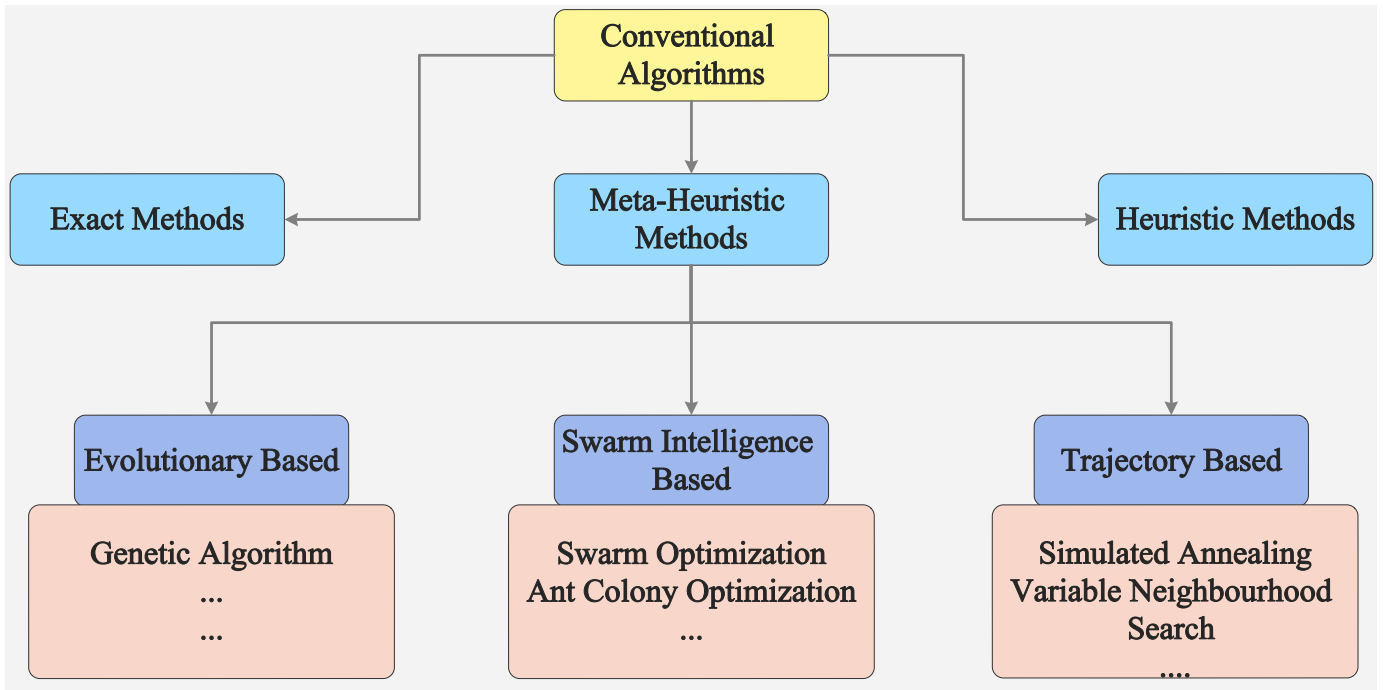 Conventional
Algorithms
Exact Methods
Meta-Heuristic
Methods
Heuristic Methods
Evolutionary Based
Swarm Intelligence
Based
Trajectory Based
Genetic Algorithm
...
...
Swarm Optimization
Ant Colony Optimization
...
Simulated Annealing
Variable Neighbourhood
Search
....